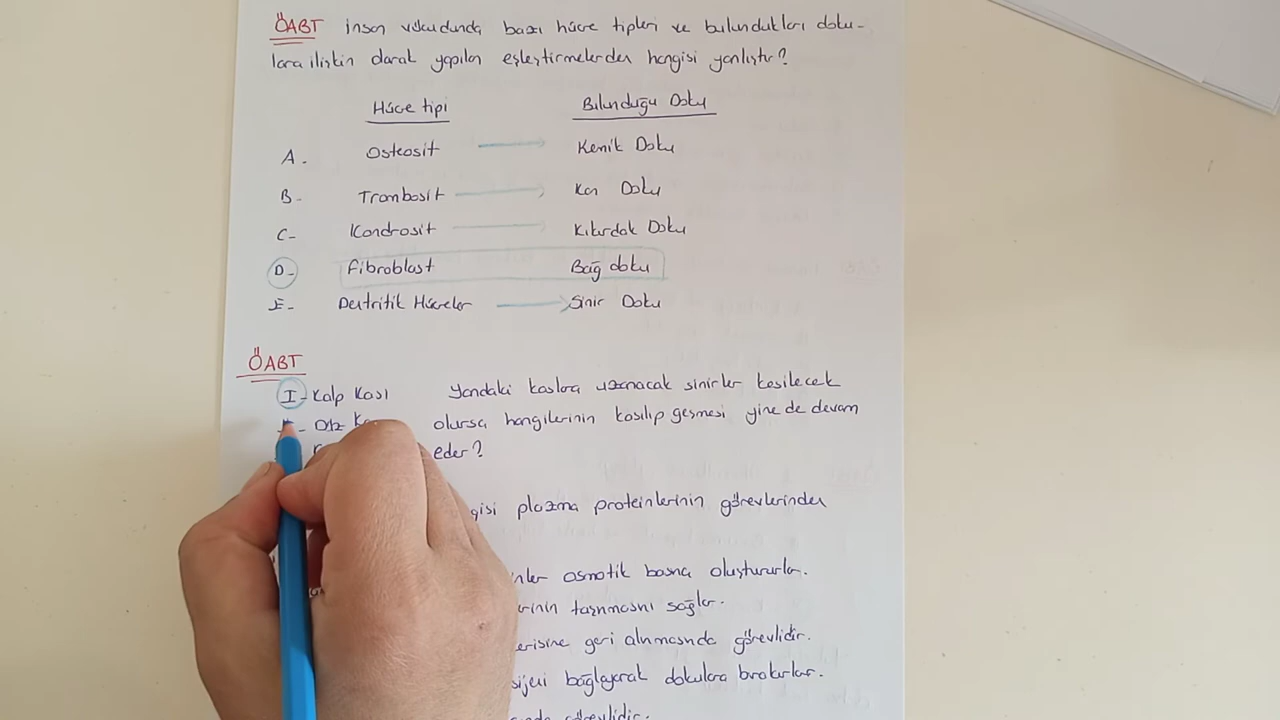 ÖABT insan vücudunda bazı hücre tipleri ve bulundukları doku-
lara ilişkin olarak yapılan eşleştirmelerden hangisi yanlıştır?
Hücre tipi Bulunduğu Doku
A. Osteosit Kemik Doku
B- Trombosit Kan Doku
C- Kondrosit Kıkırdak Doku
D- Fibroblast Bağ doku
E- Dentritik Hücreler Sinir Doku
ÖABT
I- Kalp Kası Yandaki kaslara uzanacak sinirler kesilecek
Düz olursa hangilerinin kasılıp gevşmesi yine de devam
eder?
plazma proteinlerinin görevlerinden
osmotik basınç oluştururlar.
taşınmasını sağlar.
geri alınmasında görevlidir.
bağlayarak dokulara bırakırlar.
görevlidir.